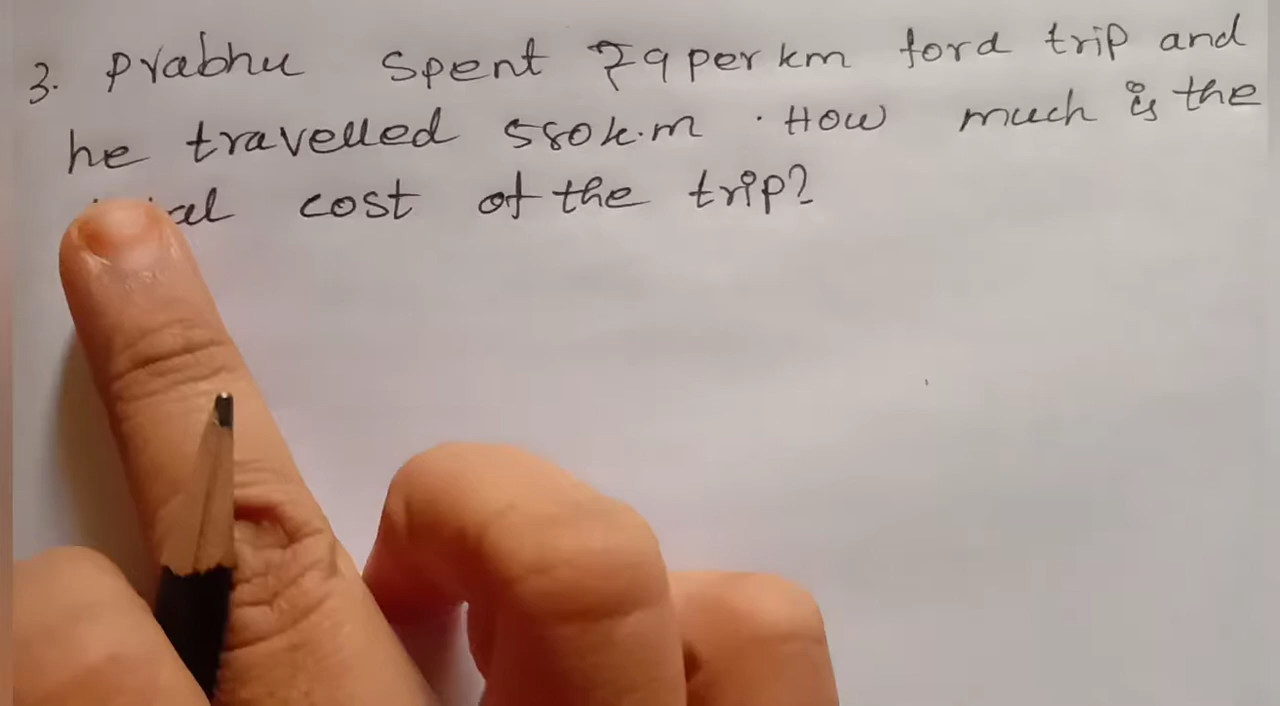 3. Prabhu spent ₹9 per km ford trip and
he travelled 580 k.m. How much is the
cost of the trip?